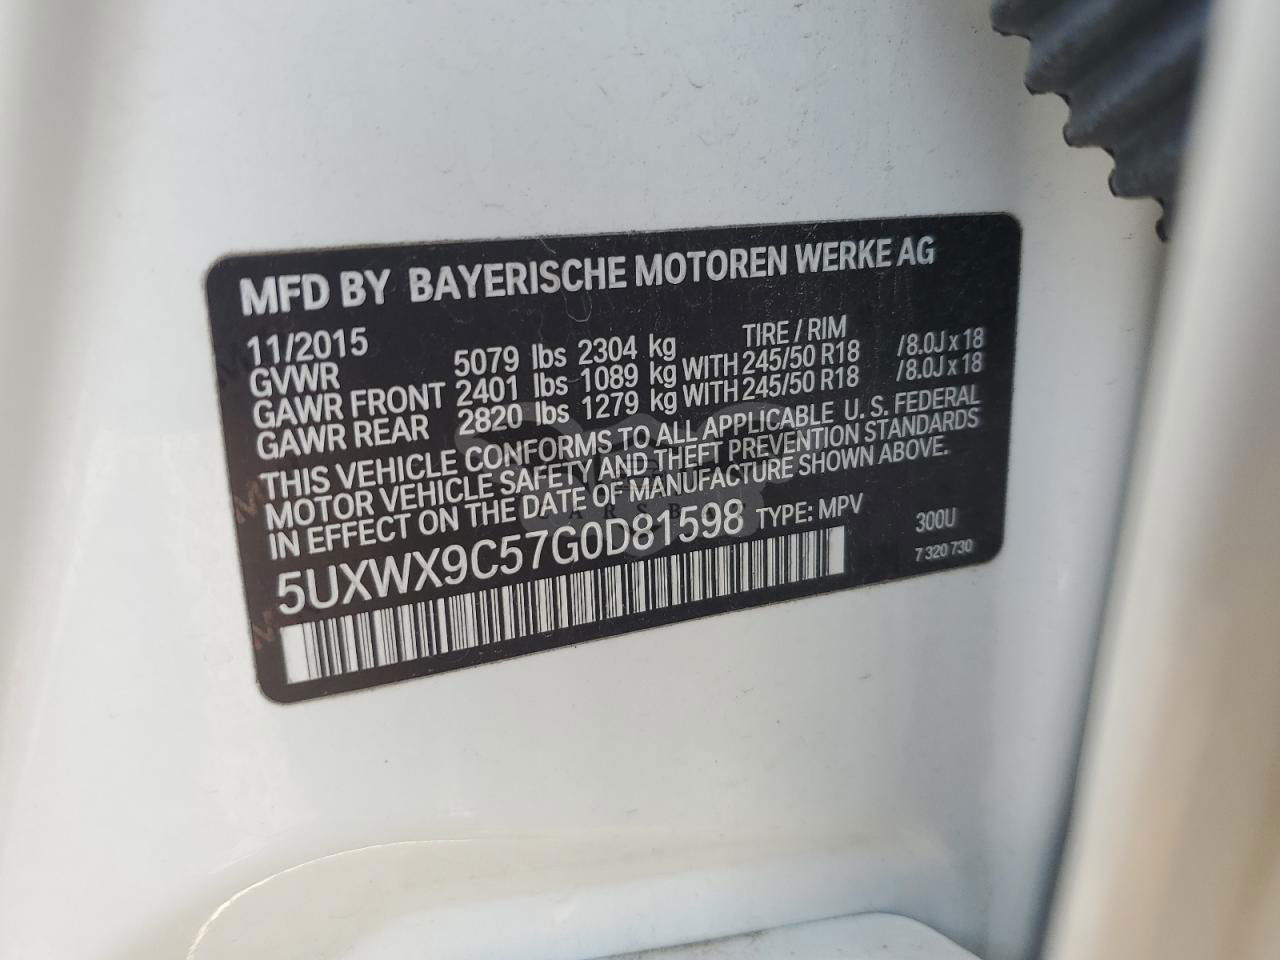 MFD BY BAYERISCHE MOTOREN WERKE AG
11/2015 TIRE / RIM
GVWR 5079 lbs 2304 kg
GAWR FRONT 2401 lbs 1089 kg WITH 245/50 R18 /8.0J x 18
GAWR REAR 2820 lbs 1279 kg WITH 245/50 R18 /8.0J x 18
THIS VEHICLE CONFORMS TO ALL APPLICABLE U. S. FEDERAL
MOTOR VEHICLE SAFETY AND THEFT PREVENTION STANDARDS
IN EFFECT ON THE DATE OF MANUFACTURE SHOWN ABOVE.
5UXWX9C57G0D81598 TYPE: MPV 300U
7 320 730